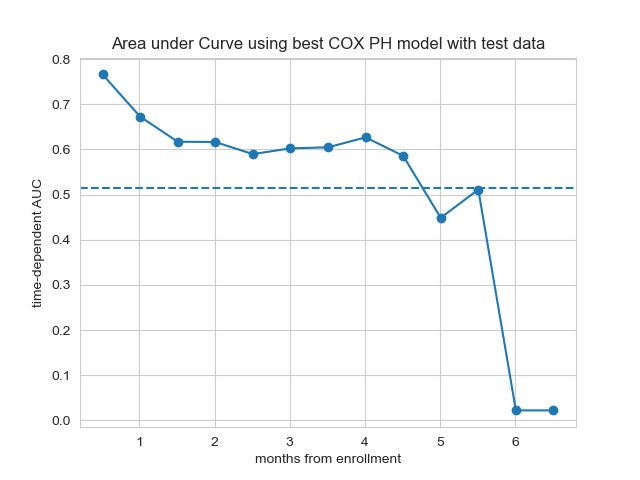 Area under Curve using best COX PH model with test data
0.8
0.7
0.6
0.5
0.4
0.3
0.2
0.1
0.0
time-dependent AUC
1 2 3 4 5 6
months from enrollment